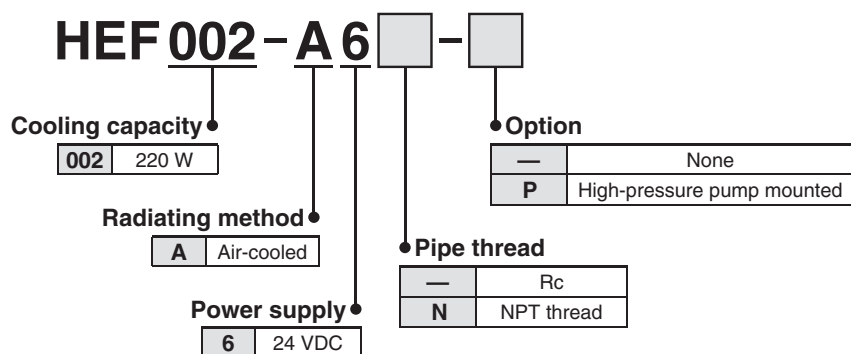 HEF 002 - A 6 -
Cooling capacity
002 220 W
Radiating method
A Air-cooled
Power supply
6 24 VDC
Option
— None
P High-pressure pump mounted
Pipe thread
— Rc
N NPT thread